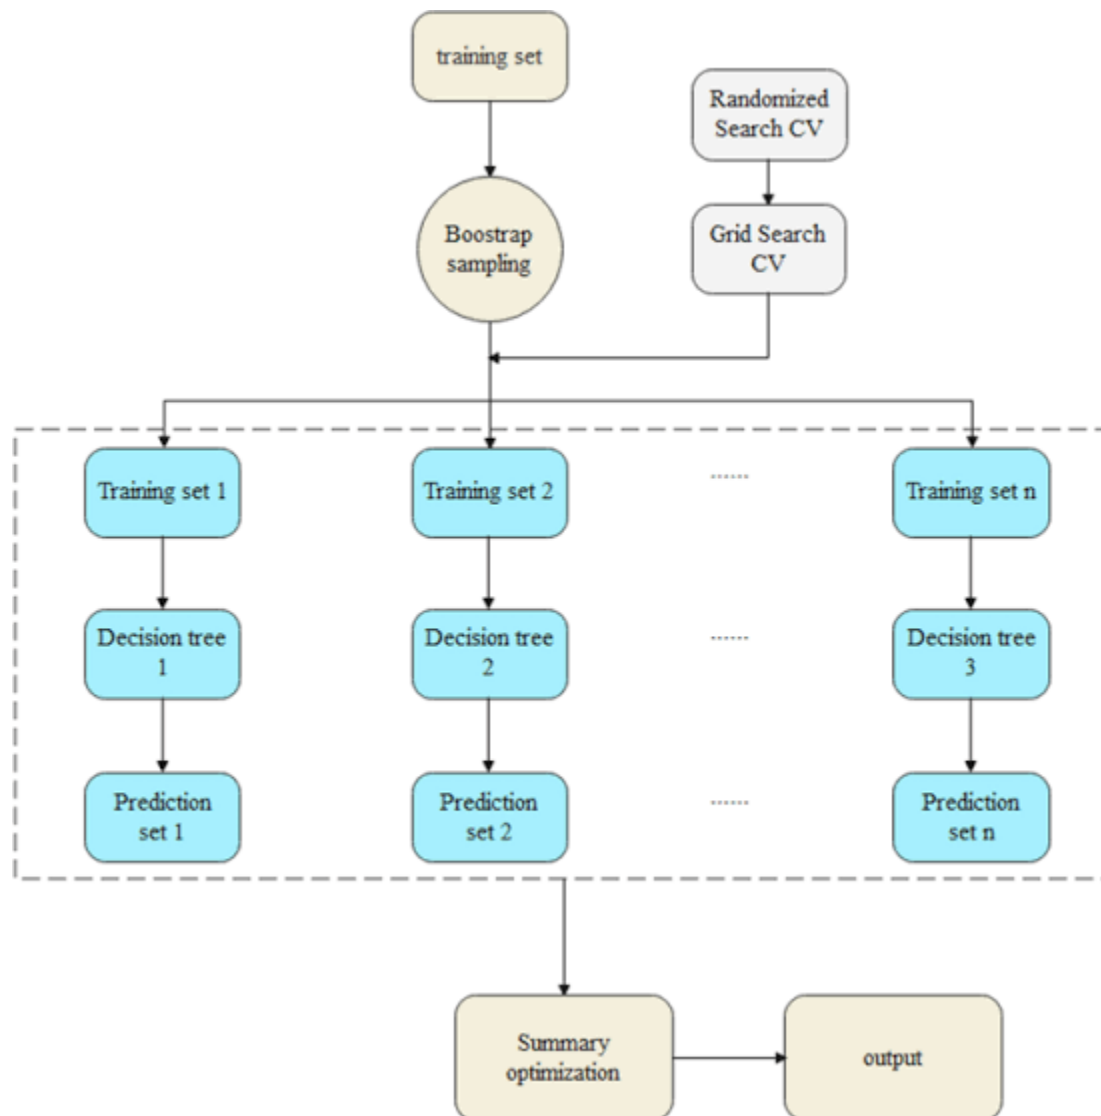 training set
Randomized
Search CV
Boostrap
sampling
Grid Search
CV
Training set 1
Training set 2
......
Training set n
Decision tree
1
Decision tree
2
......
Decision tree
3
Prediction
set 1
Prediction
set 2
......
Prediction
set n
Summary
optimization
output